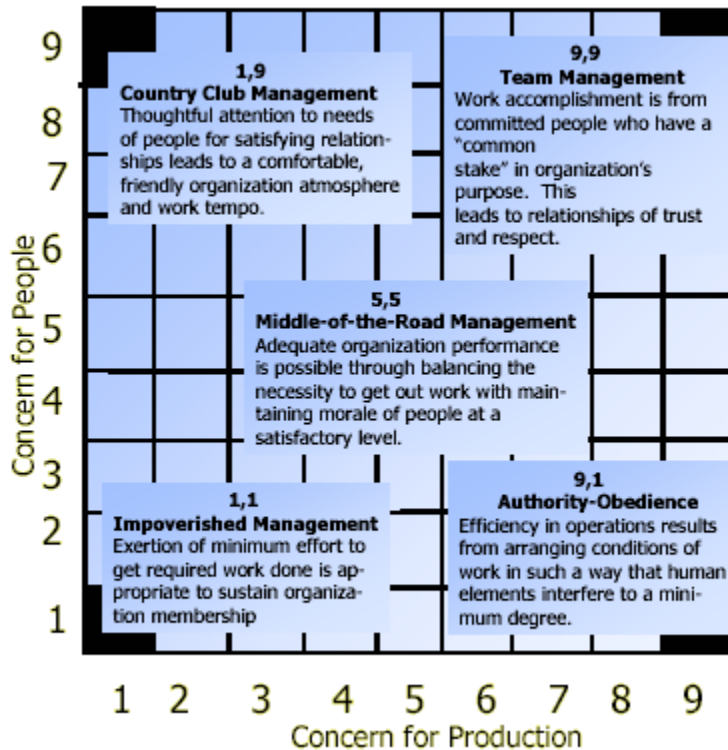 9
8
7
6
5
4
3
2
1
Concern for People
1,9
Country Club Management
Thoughtful attention to needs
of people for satisfying relation-
ships leads to a comfortable,
friendly organization atmosphere
and work tempo.
9,9
Team Management
Work accomplishment is from
committed people who have a
"common
stake" in organization's
purpose. This
leads to relationships of trust
and respect.
5,5
Middle-of-the-Road Management
Adequate organization performance
is possible through balancing the
necessity to get out work with main-
taining morale of people at a
satisfactory level.
1,1
Impoverished Management
Exertion of minimum effort to
get required work done is ap-
propriate to sustain organiza-
tion membership
9,1
Authority-Obedience
Efficiency in operations results
from arranging conditions of
work in such a way that human
elements interfere to a mini-
mum degree.
1 2 3 4 5 6 7 8 9
Concern for Production